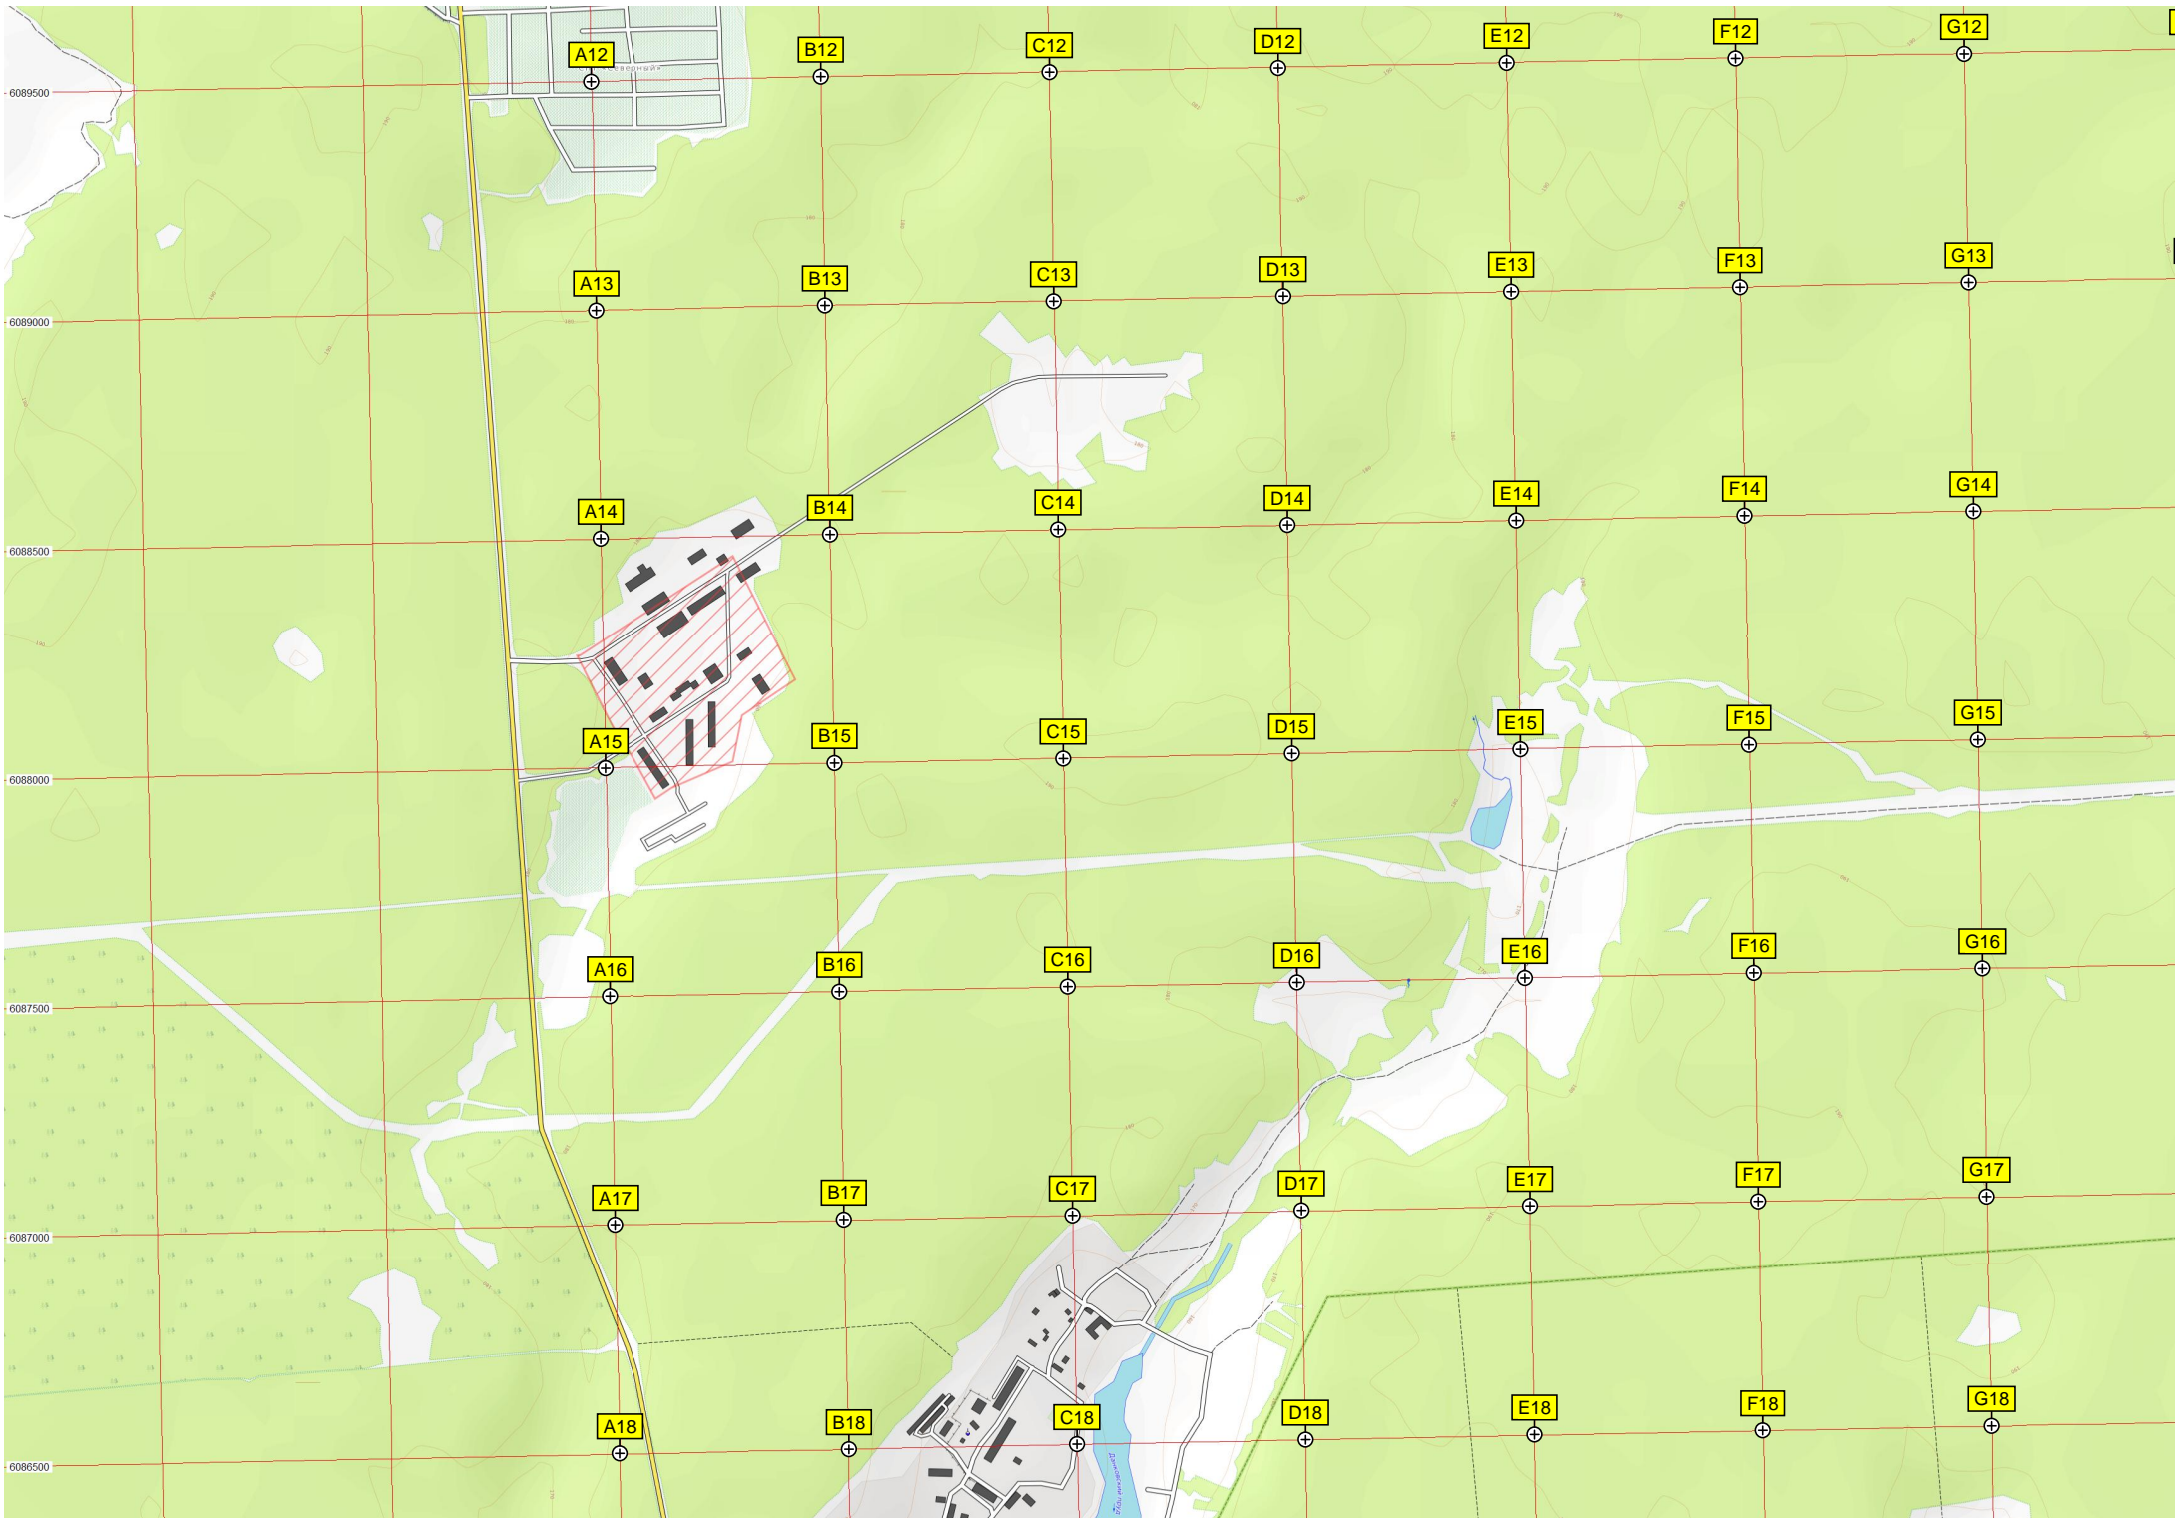 A12 B12 C12 D12 E12 F12 G12
6089500
A13 B13 C13 D13 E13 F13 G13
6089000
A14 B14 C14 D14 E14 F14 G14
6088500
A15 B15 C15 D15 E15 F15 G15
6088000
A16 B16 C16 D16 E16 F16 G16
6087500
A17 B17 C17 D17 E17 F17 G17
6087000
A18 B18 C18 D18 E18 F18 G18
6086500
Данковский пруд